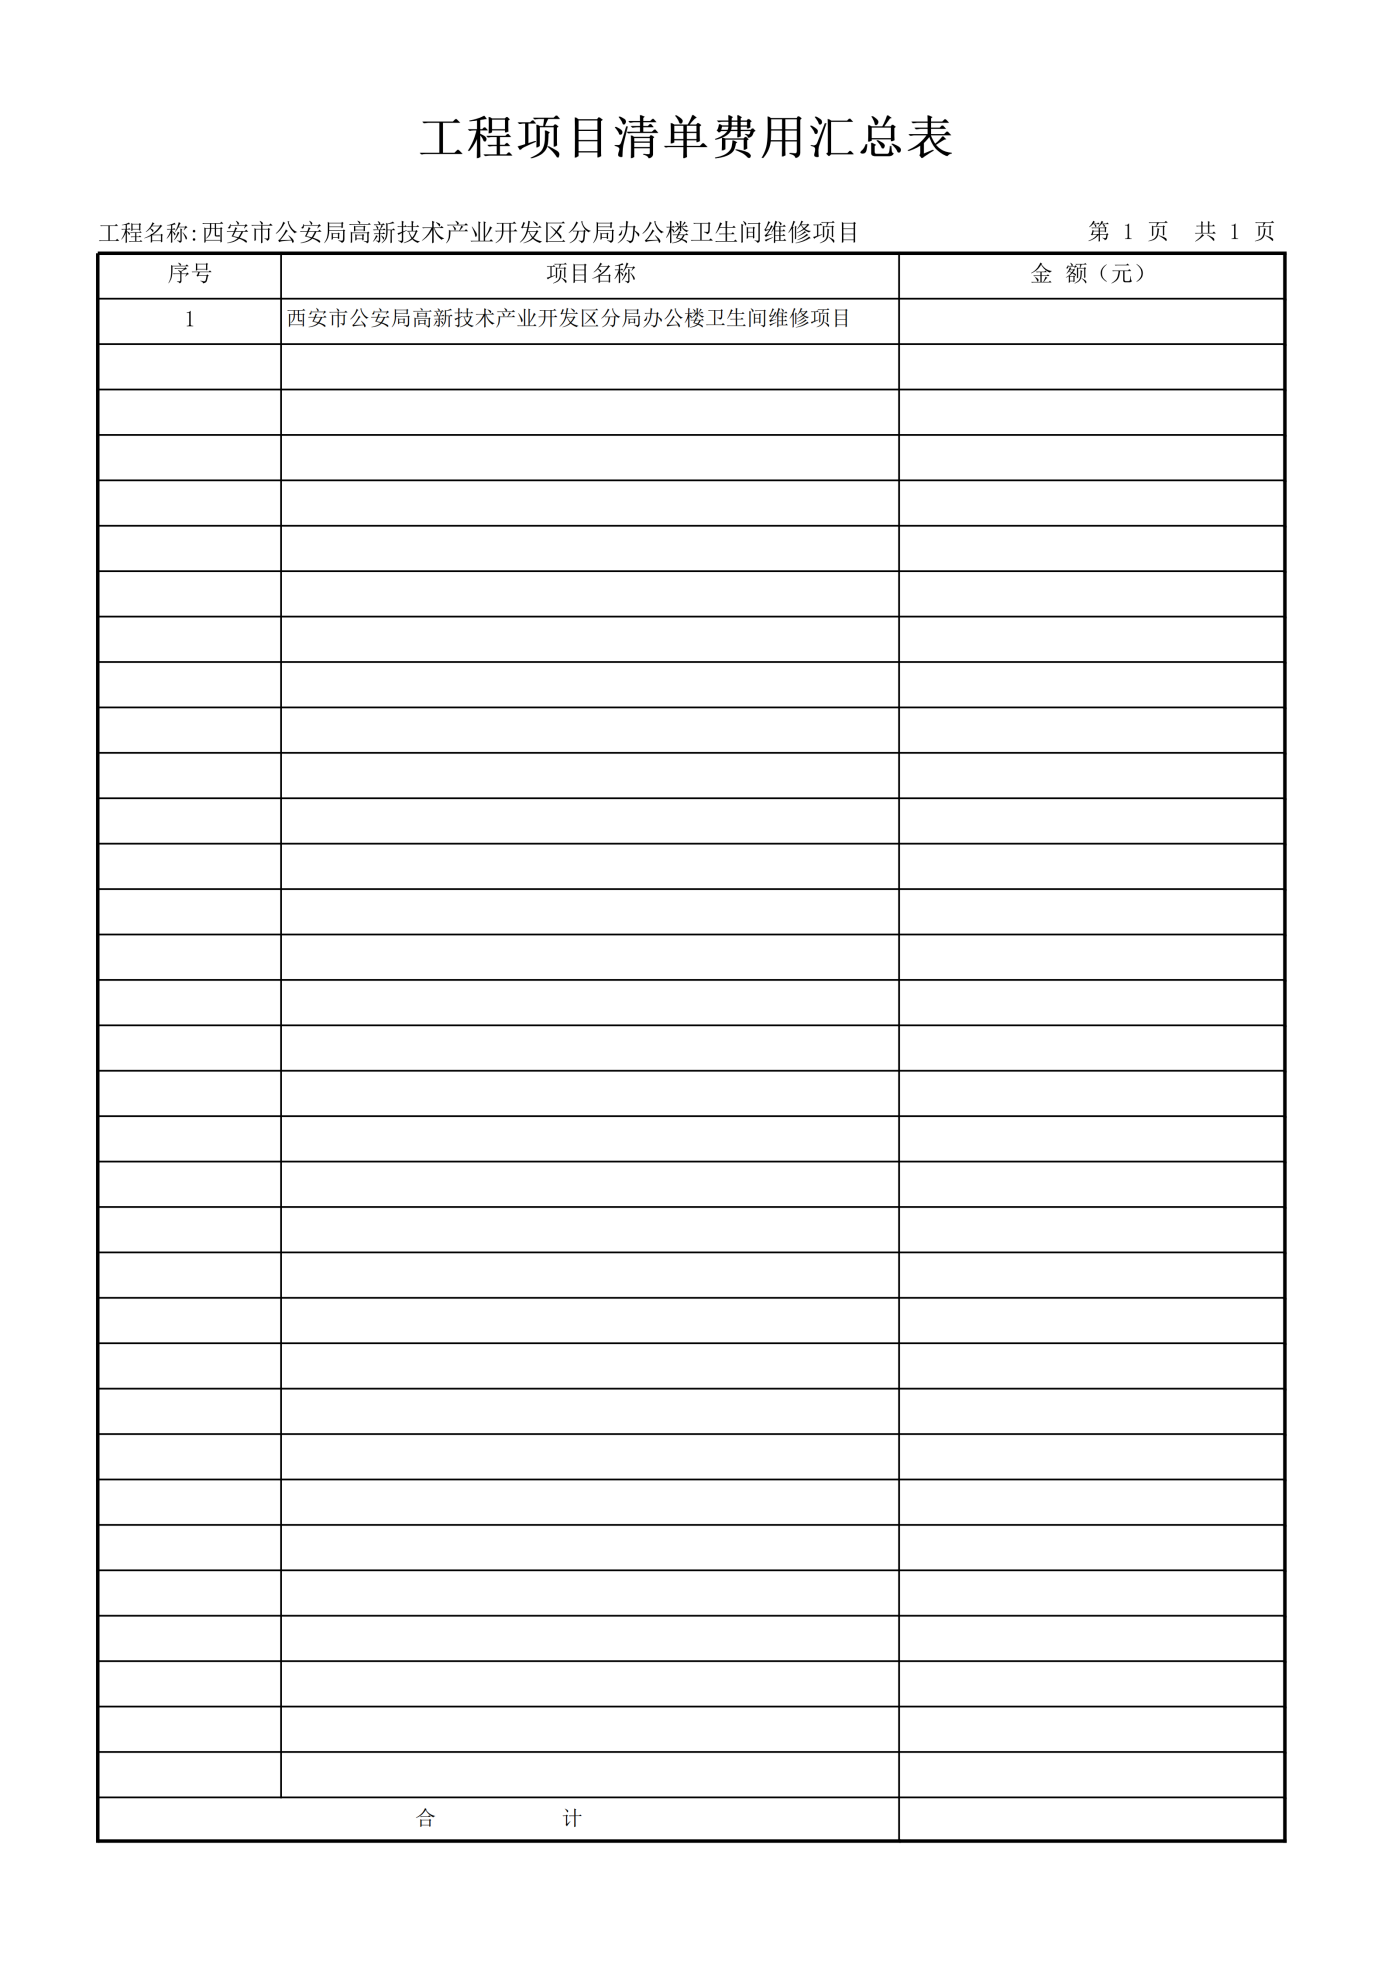 工程项目清单费用汇总表
工程名称:西安市公安局高新技术产业开发区分局办公楼卫生间维修项目 第 1 页 共 1 页
序号 项目名称 金 额（元）
1 西安市公安局高新技术产业开发区分局办公楼卫生间维修项目
合 计